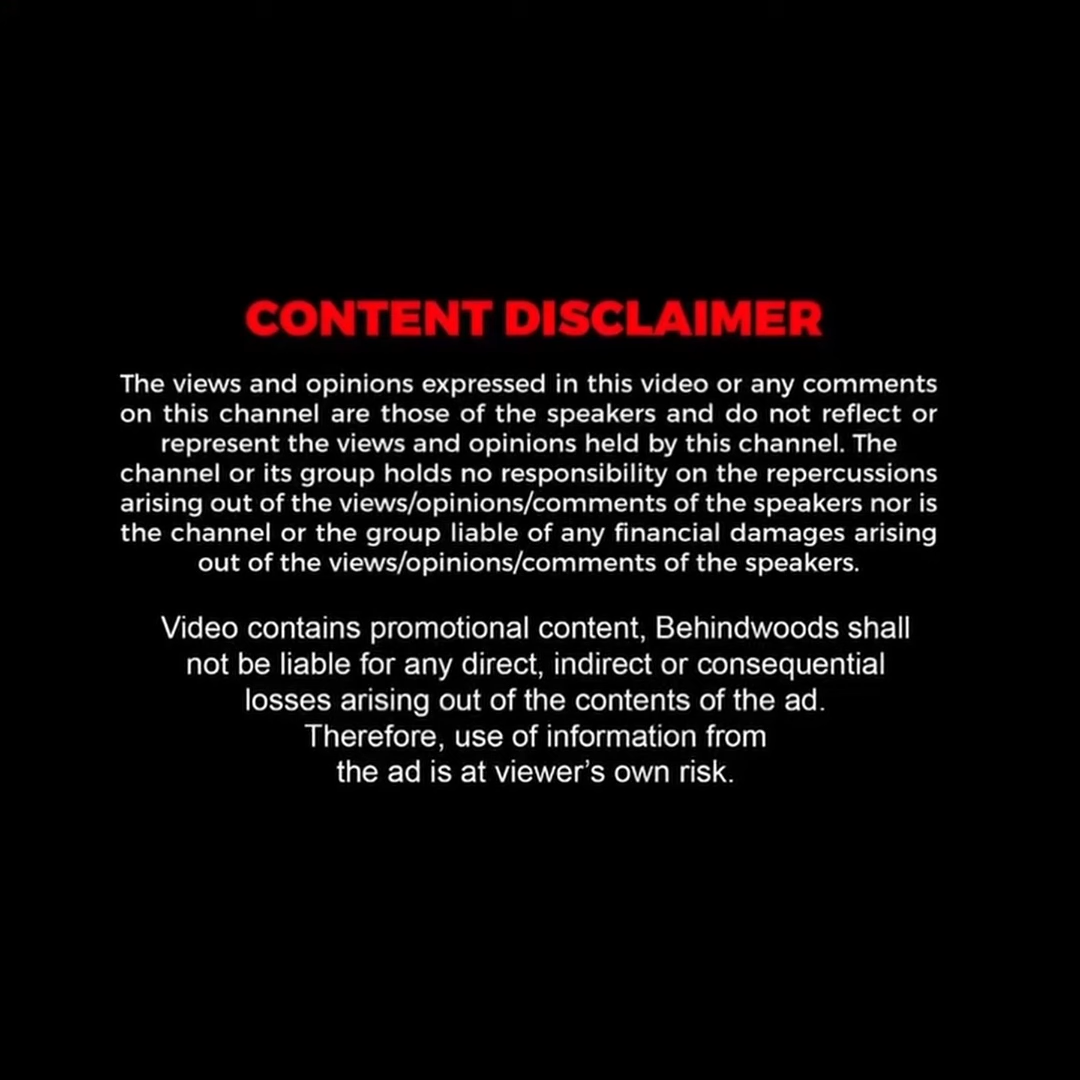 CONTENT DISCLAIMER
The views and opinions expressed in this video or any comments
on this channel are those of the speakers and do not reflect or
represent the views and opinions held by this channel. The
channel or its group holds no responsibility on the repercussions
arising out of the views/opinions/comments of the speakers nor is
the channel or the group liable of any financial damages arising
out of the views/opinions/comments of the speakers.
Video contains promotional content, Behindwoods shall
not be liable for any direct, indirect or consequential
losses arising out of the contents of the ad.
Therefore, use of information from
the ad is at viewer’s own risk.